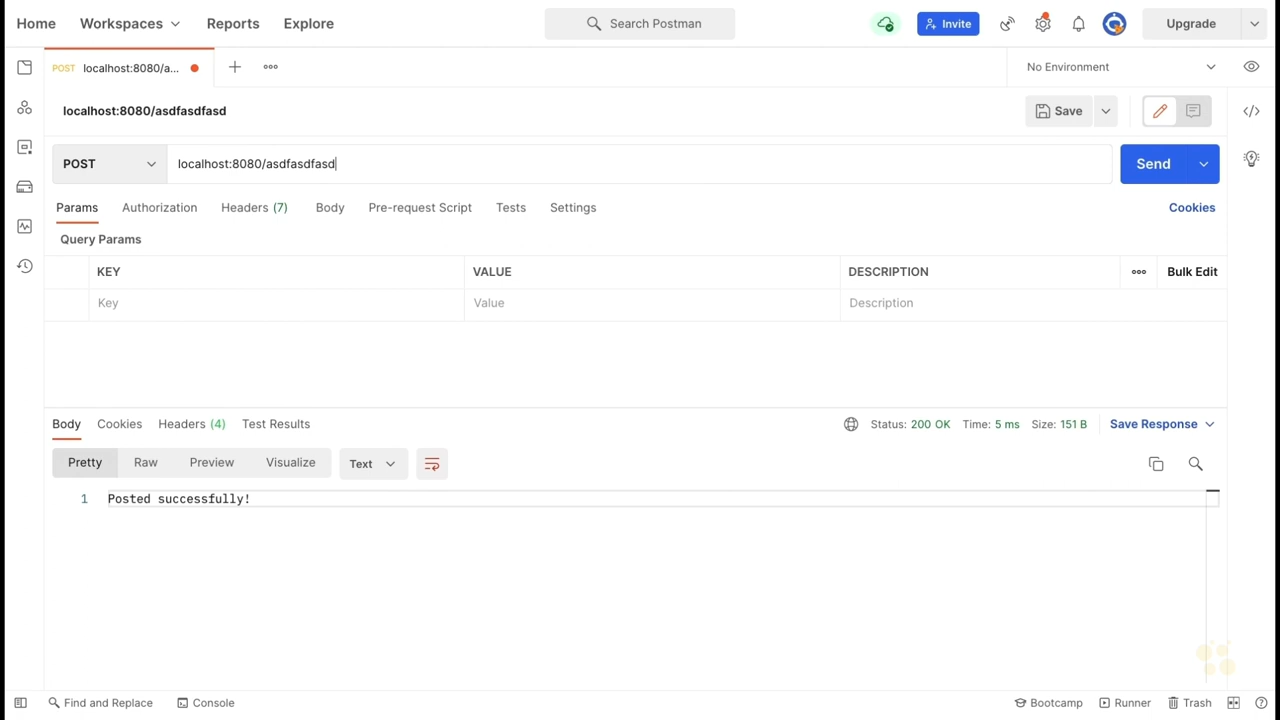 Home Workspaces Reports Explore Search Postman Invite Upgrade
POST localhost:8080/a... No Environment
localhost:8080/asdfasdfasd Save
POST localhost:8080/asdfasdfasd Send
Params Authorization Headers (7) Body Pre-request Script Tests Settings Cookies
Query Params
KEY VALUE DESCRIPTION Bulk Edit
Key Value Description
Body Cookies Headers (4) Test Results Status: 200 OK Time: 5 ms Size: 151 B Save Response
Pretty Raw Preview Visualize Text
1 Posted successfully!
Find and Replace Console Bootcamp Runner Trash